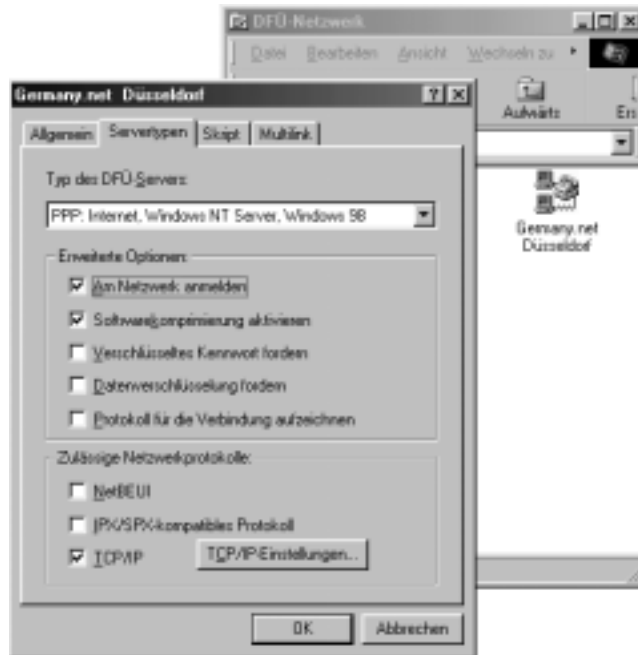 DFÜ-Netzwerk
Datei Bearbeiten Ansicht Wechseln zu
Aufwärts
Germany.net Düsseldorf
Allgemein Servertypen Skript Multilink
Typ des DFÜ-Servers:
PPP: Internet, Windows NT Server, Windows 98
Germany.net
Düsseldorf
Erweiterte Optionen:
Am Netzwerk anmelden
Softwarekomprimierung aktivieren
Verschlüsseltes Kennwort fordern
Datenverschlüsselung fordern
Protokoll für die Verbindung aufzeichnen
Zulässige Netzwerkprotokolle:
NetBEUI
IPX/SPX-kompatibles Protokoll
TCP/IP TCP/IP-Einstellungen...
OK Abbrechen